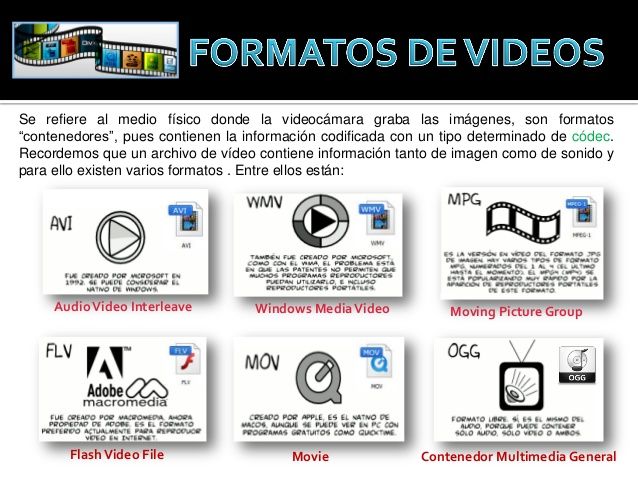 FORMATOS DE VIDEOS
Se refiere al medio físico donde la videocámara graba las imágenes, son formatos
“contenedores”, pues contienen la información codificada con un tipo determinado de códec.
Recordemos que un archivo de vídeo contiene información tanto de imagen como de sonido y
para ello existen varios formatos . Entre ellos están:
AVI
AVI
AVI
FUE CREADO POR MICROSOFT EN
1992. SE PUEDE CONSIDERAR EL
NATIVO DE WINDOWS.
Audio Video Interleave
WMV
WMV
WMV
TAMBIÉN FUE CREADO POR MICROSOFT,
COMO CON EL WMA, EL PROBLEMA ESTÁ
EN QUE LAS PATENTES NO PERMITEN QUE
MUCHOS PROGRAMAS REPRODUCTORES
PUEDAN UTILIZARLO, E INCLUSO
REPRODUCTORES PORTÁTILES.
Windows Media Video
MPG
MPEG-1
MPEG-1
ES LA VERSIÓN EN VÍDEO DEL FORMATO JPG
DE IMAGEN, HAY VARIOS TIPOS DE FORMATO
MPG, NUMERADOS DEL 1 AL 4 (EL ÚLTIMO
HASTA EL MOMENTO). EL MPG4 (MP4) SE
ESTÁ POPULARIZANDO MUCHO POR LA
APARICIÓN DE REPRODUCTORES PORTÁTILES
DE ESTE FORMATO.
Moving Picture Group
FLV
FLV
FLV
Adobe
macromedia
FUE CREADO POR MACROMEDIA, AHORA
PROPIEDAD DE ADOBE. ES EL FORMATO
PREFERIDO ACTUALMENTE PARA REPRODUCIR
VÍDEO EN INTERNET.
Flash Video File
MOV
MOV
MOV
CREADO POR APPLE, ES EL NATIVO DE
MACOS, AUNQUE SE PUEDE VER EN PC CON
PROGRAMAS GRATUITOS COMO QUICKTIME.
Movie
OGG
OGG
FORMATO LIBRE. SÍ, ES EL MISMO DEL
AUDIO, PORQUE PUEDE CONTENER
SÓLO AUDIO, SÓLO VÍDEO O AMBOS.
Contenedor Multimedia General